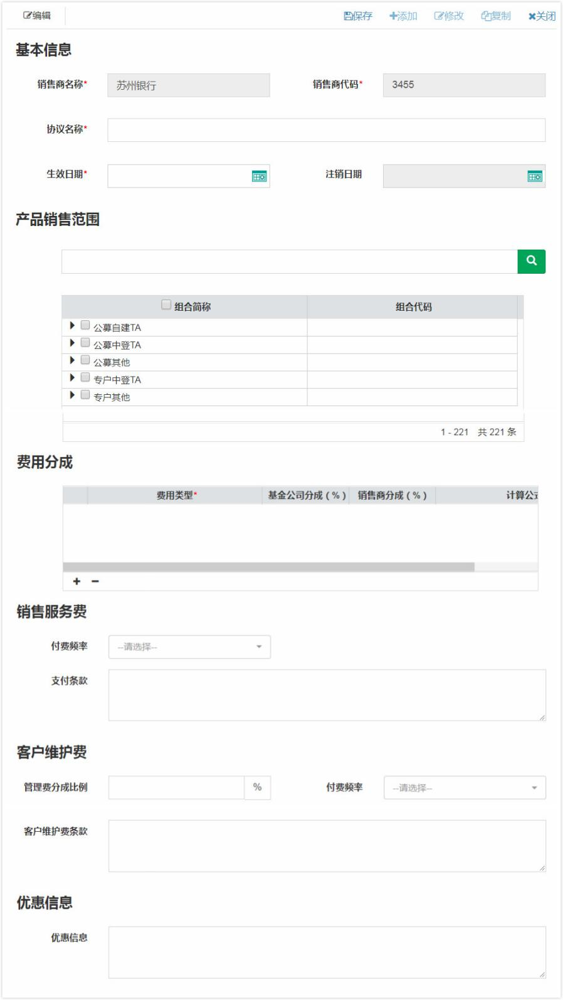 编辑 保存 添加 修改 复制 关闭
基本信息
销售商名称* 苏州银行 销售商代码* 3455
协议名称*
生效日期* 注销日期
产品销售范围
组合简称 组合代码
公募自建TA
公募中登TA
公募其他
专户中登TA
专户其他
1 - 221 共 221 条
费用分成
费用类型* 基金公司分成 ( % ) 销售商分成 ( % ) 计算公
+ −
销售服务费
付费频率 --请选择--
支付条款
客户维护费
管理费分成比例 % 付费频率 --请选择--
客户维护费条款
优惠信息
优惠信息